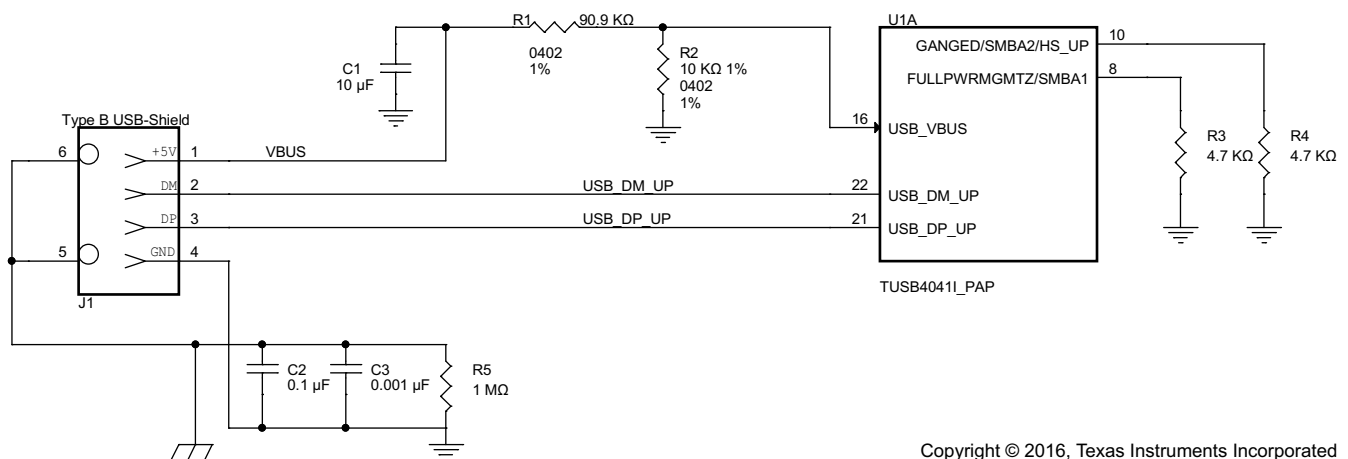 R1 90.9 KΩ
0402
1%
C1
10 µF
R2
10 KΩ 1%
0402
1%
U1A
GANGED/SMBA2/HS_UP 10
FULLPWRMGMTZ/SMBA1 8
16 USB_VBUS
22 USB_DM_UP
21 USB_DP_UP
TUSB4041I_PAP
R3
4.7 KΩ
R4
4.7 KΩ
Type B USB-Shield
6 +5V 1 VBUS
DM 2 USB_DM_UP
DP 3 USB_DP_UP
5 GND 4
J1
C2
0.1 µF
C3
0.001 µF
R5
1 MΩ
Copyright © 2016, Texas Instruments Incorporated